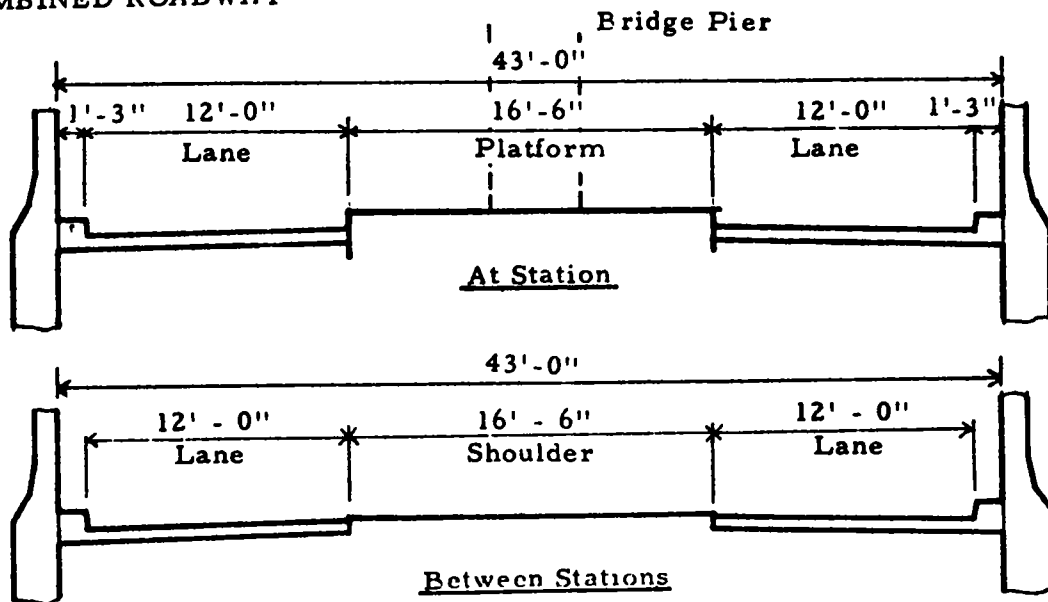 Bridge Pier
43'-0"
1'-3" 12'-0" 16'-6" 12'-0" 1'-3"
Lane Platform Lane
At Station
43'-0"
12' - 0" 16' - 6" 12' - 0"
Lane Shoulder Lane
Between Stations